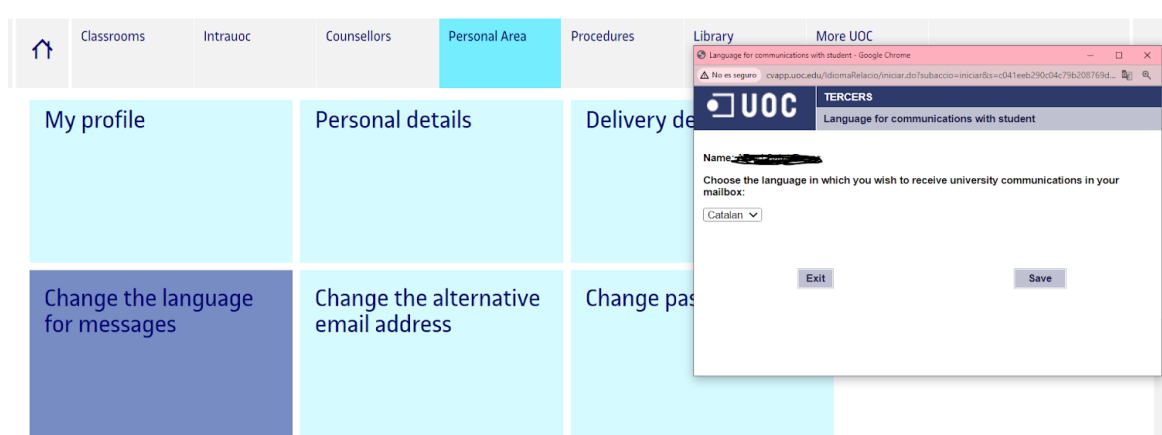 Classrooms
Intrauoc
Counsellors
Personal Area
Procedures
Library
More UOC
My profile
Personal details
Delivery de
Change the language
for messages
Change the alternative
email address
Change pas
Language for communications with student - Google Chrome
No es seguro cvapp.uoc.edu/IdiomaRelacio/iniciar.do?subaccio=iniciar&s=c041eeb290c04c79b208769d...
UOC
TERCERS
Language for communications with student
Name:
Choose the language in which you wish to receive university communications in your
mailbox:
Catalan
Exit
Save